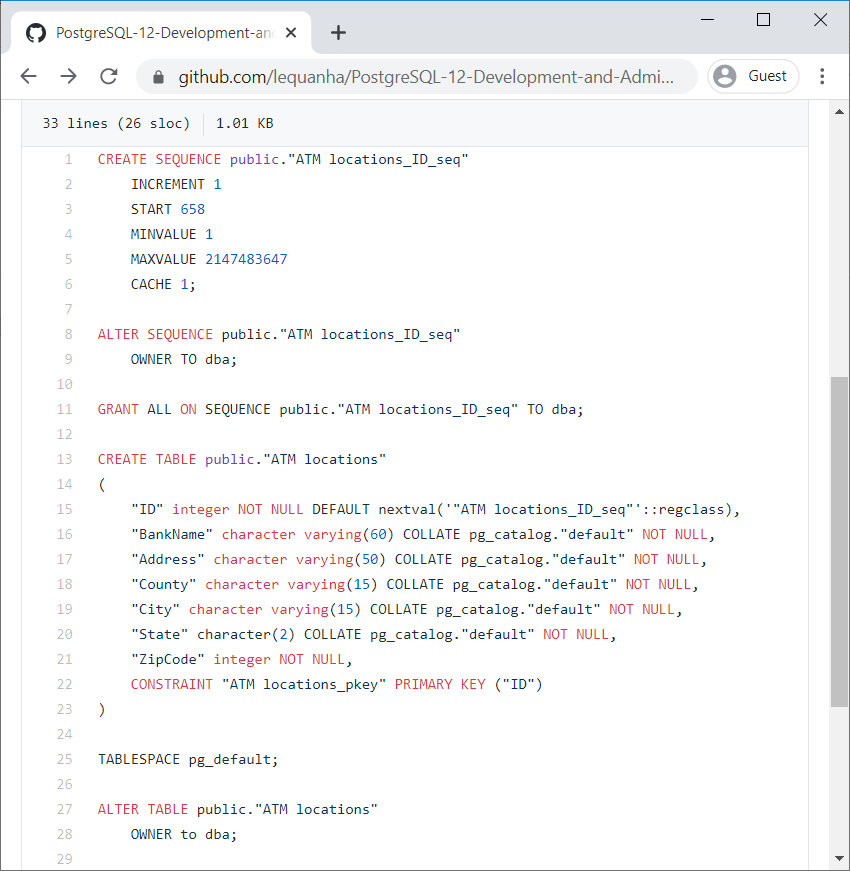 PostgreSQL-12-Development-an
github.com/lequanha/PostgreSQL-12-Development-and-Admi...
Guest
33 lines (26 sloc) 1.01 KB
1 CREATE SEQUENCE public."ATM locations_ID_seq"
2 INCREMENT 1
3 START 658
4 MINVALUE 1
5 MAXVALUE 2147483647
6 CACHE 1;
7
8 ALTER SEQUENCE public."ATM locations_ID_seq"
9 OWNER TO dba;
10
11 GRANT ALL ON SEQUENCE public."ATM locations_ID_seq" TO dba;
12
13 CREATE TABLE public."ATM locations"
14 (
15 "ID" integer NOT NULL DEFAULT nextval('"ATM locations_ID_seq"'::regclass),
16 "BankName" character varying(60) COLLATE pg_catalog."default" NOT NULL,
17 "Address" character varying(50) COLLATE pg_catalog."default" NOT NULL,
18 "County" character varying(15) COLLATE pg_catalog."default" NOT NULL,
19 "City" character varying(15) COLLATE pg_catalog."default" NOT NULL,
20 "State" character(2) COLLATE pg_catalog."default" NOT NULL,
21 "ZipCode" integer NOT NULL,
22 CONSTRAINT "ATM locations_pkey" PRIMARY KEY ("ID")
23 )
24
25 TABLESPACE pg_default;
26
27 ALTER TABLE public."ATM locations"
28 OWNER to dba;
29